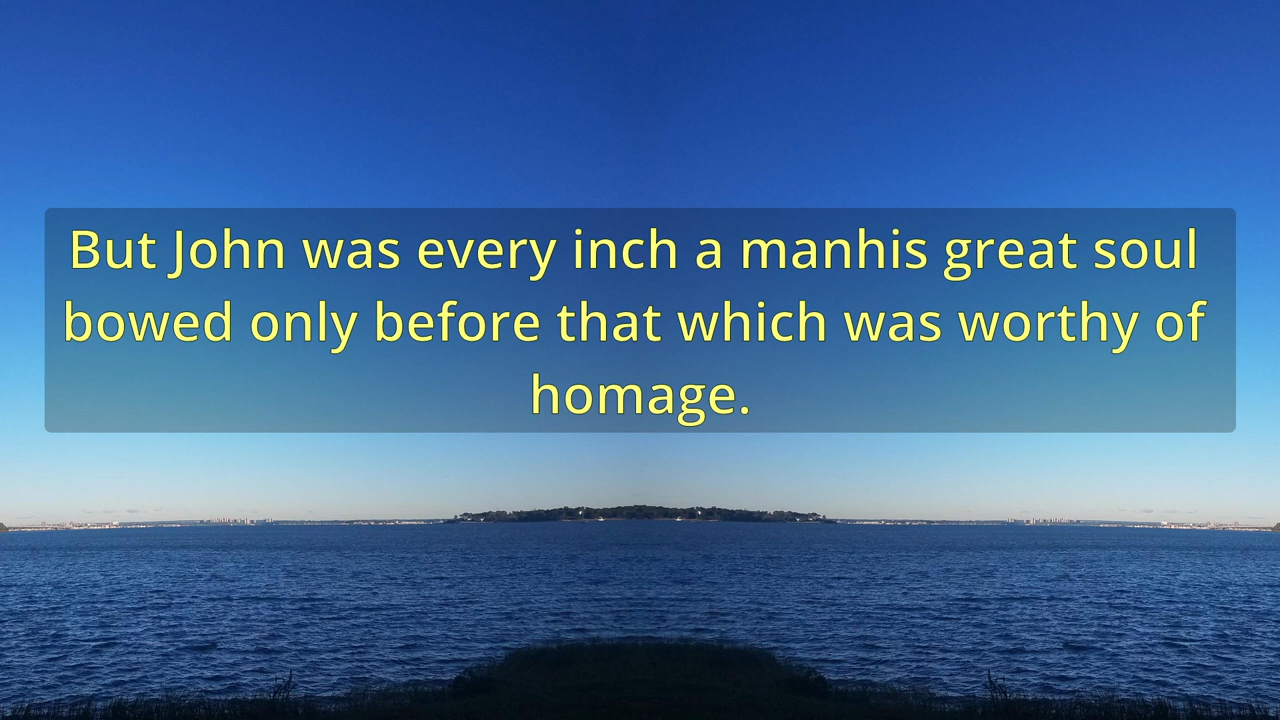 But John was every inch a manhis great soul
bowed only before that which was worthy of
homage.